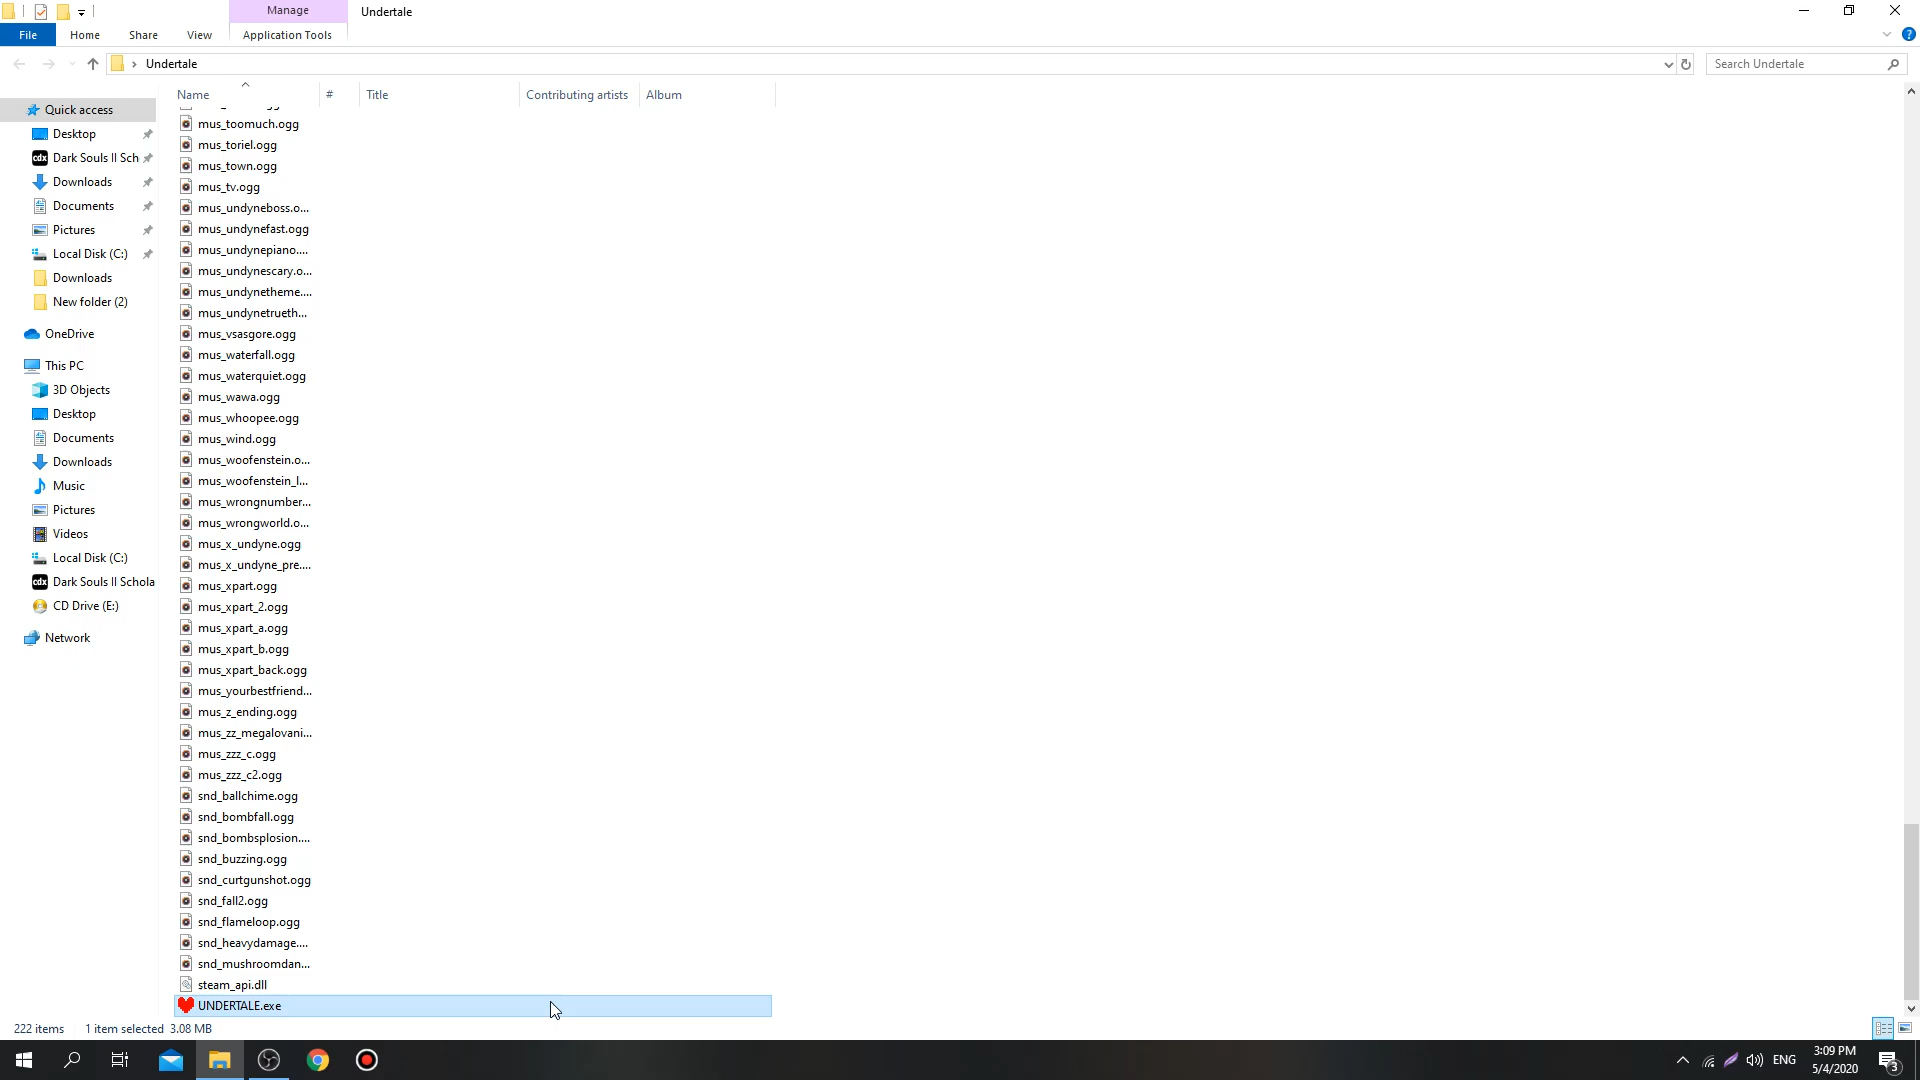 Manage
Undertale
File
Home
Share
View
Application Tools
Undertale
Search Undertale
Name
#
Title
Contributing artists
Album
Quick access
Desktop
Dark Souls II Sch
Downloads
Documents
Pictures
Local Disk (C:)
Downloads
New folder (2)
OneDrive
This PC
3D Objects
Desktop
Documents
Downloads
Music
Pictures
Videos
Local Disk (C:)
Dark Souls II Schola
CD Drive (E:)
Network
mus_toomuch.ogg
mus_toriel.ogg
mus_town.ogg
mus_tv.ogg
mus_undyneboss.o...
mus_undynefast.ogg
mus_undynepiano....
mus_undynescary.o...
mus_undynetheme....
mus_undynetrueth...
mus_vsasgore.ogg
mus_waterfall.ogg
mus_waterquiet.ogg
mus_wawa.ogg
mus_whoopee.ogg
mus_wind.ogg
mus_woofenstein.o...
mus_woofenstein_l...
mus_wrongnumber...
mus_wrongworld.o...
mus_x_undyne.ogg
mus_x_undyne_pre....
mus_xpart.ogg
mus_xpart_2.ogg
mus_xpart_a.ogg
mus_xpart_b.ogg
mus_xpart_back.ogg
mus_yourbestfriend...
mus_z_ending.ogg
mus_zz_megalovani...
mus_zzz_c.ogg
mus_zzz_c2.ogg
snd_ballchime.ogg
snd_bombfall.ogg
snd_bombsplosion....
snd_buzzing.ogg
snd_curtgunshot.ogg
snd_fall2.ogg
snd_flameloop.ogg
snd_heavydamage....
snd_mushroomdan...
steam_api.dll
UNDERTALE.exe
222 items
1 item selected 3.08 MB
ENG
3:09 PM
5/4/2020
3